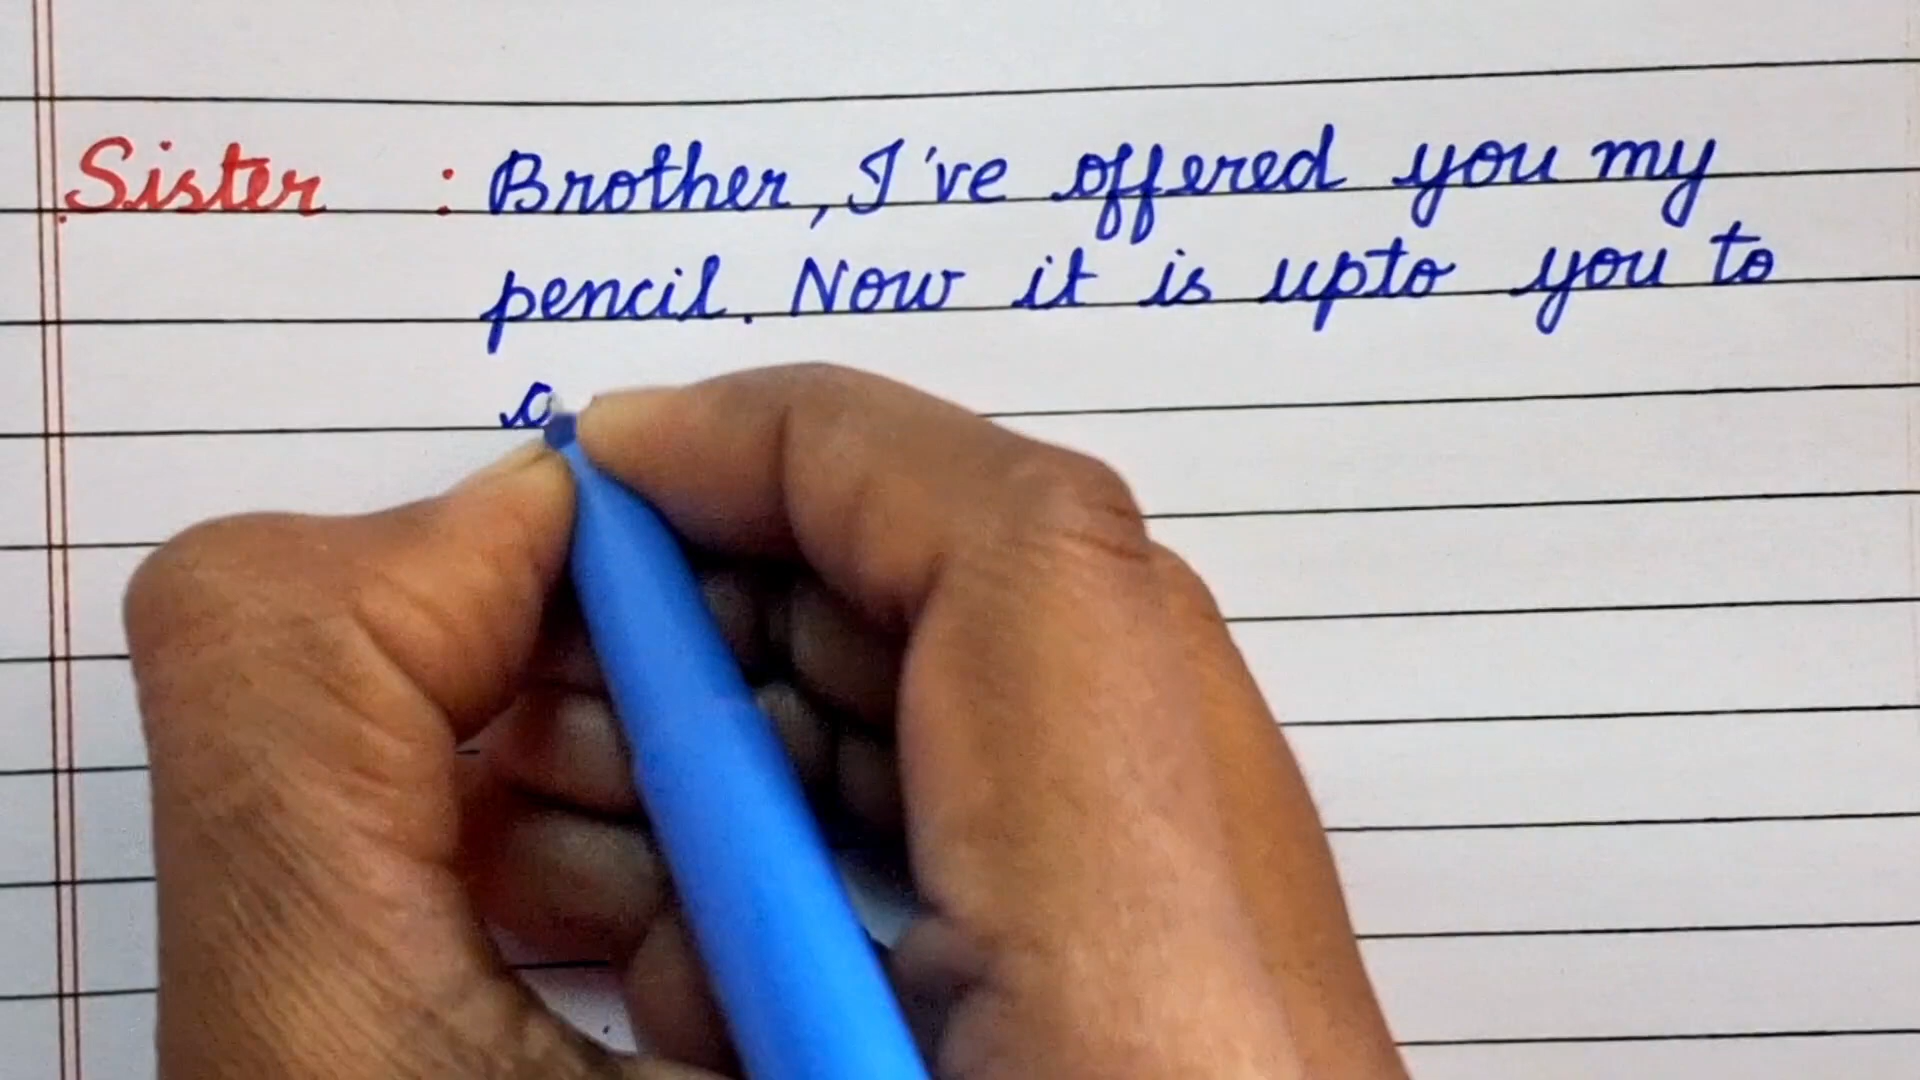 Sister : Brother, I've offered you my
pencil. Now it is upto you to